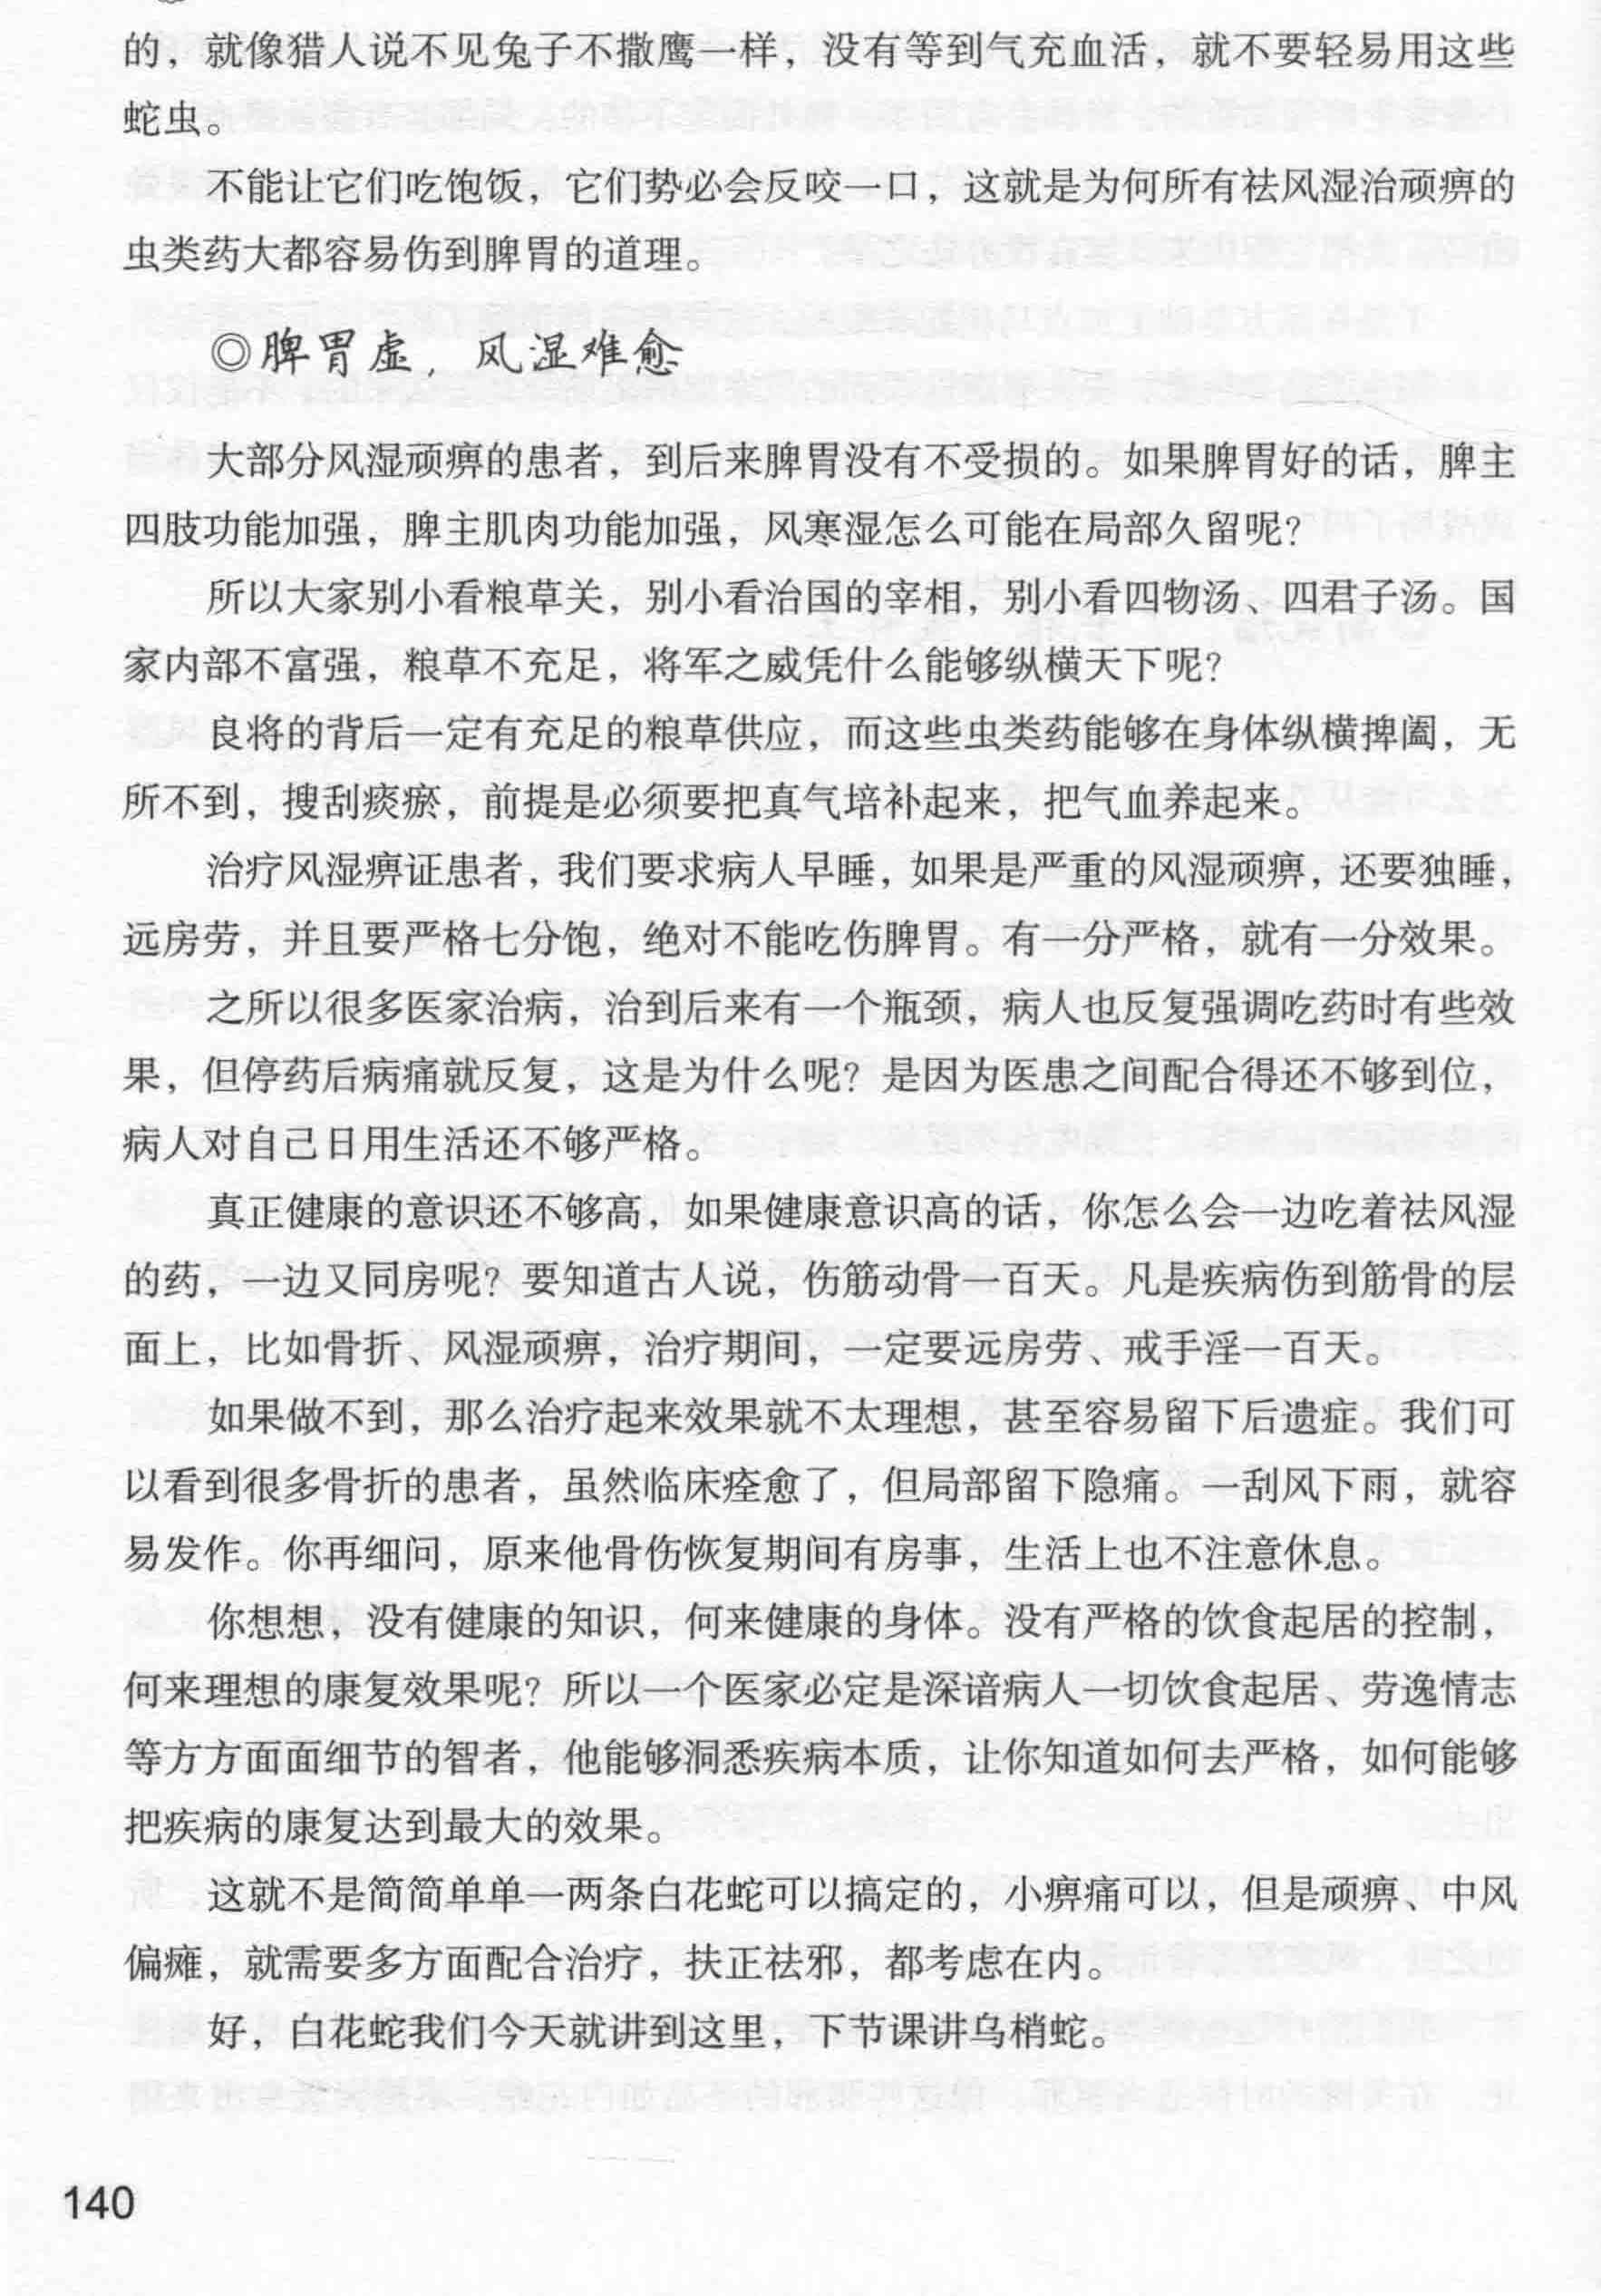 的，就像猎人说不见兔子不撒鹰一样，没有等到气充血活，就不要轻易用这些
蛇虫。
不能让它们吃饱饭，它们势必会反咬一口，这就是为何所有祛风湿治顽痹的
虫类药大都容易伤到脾胃的道理。
◎脾胃虚，风湿难愈
大部分风湿顽痹的患者，到后来脾胃没有不受损的。如果脾胃好的话，脾主
四肢功能加强，脾主肌肉功能加强，风寒湿怎么可能在局部久留呢？
所以大家别小看粮草关，别小看治国的宰相，别小看四物汤、四君子汤。国
家内部不富强，粮草不充足，将军之威凭什么能够纵横天下呢？
良将的背后一定有充足的粮草供应，而这些虫类药能够在身体纵横捭阖，无
所不到，搜刮痰瘀，前提是必须要把真气培补起来，把气血养起来。
治疗风湿痹证患者，我们要求病人早睡，如果是严重的风湿顽痹，还要独睡，
远房劳，并且要严格七分饱，绝对不能吃伤脾胃。有一分严格，就有一分效果。
之所以很多医家治病，治到后来有一个瓶颈，病人也反复强调吃药时有些效
果，但停药后病痛就反复，这是为什么呢？是因为医患之间配合得还不够到位，
病人对自己日用生活还不够严格。
真正健康的意识还不够高，如果健康意识高的话，你怎么会一边吃着祛风湿
的药，一边又同房呢？要知道古人说，伤筋动骨一百天。凡是疾病伤到筋骨的层
面上，比如骨折、风湿顽痹，治疗期间，一定要远房劳、戒手淫一百天。
如果做不到，那么治疗起来效果就不太理想，甚至容易留下后遗症。我们可
以看到很多骨折的患者，虽然临床痊愈了，但局部留下隐痛。一刮风下雨，就容
易发作。你再细问，原来他骨伤恢复期间有房事，生活上也不注意休息。
你想想，没有健康的知识，何来健康的身体。没有严格的饮食起居的控制，
何来理想的康复效果呢？所以一个医家必定是深谙病人一切饮食起居、劳逸情志
等方方面面细节的智者，他能够洞悉疾病本质，让你知道如何去严格，如何能够
把疾病的康复达到最大的效果。
这就不是简简单单一两条白花蛇可以搞定的，小痹痛可以，但是顽痹、中风
偏瘫，就需要多方面配合治疗，扶正祛邪，都考虑在内。
好，白花蛇我们今天就讲到这里，下节课讲乌梢蛇。
140